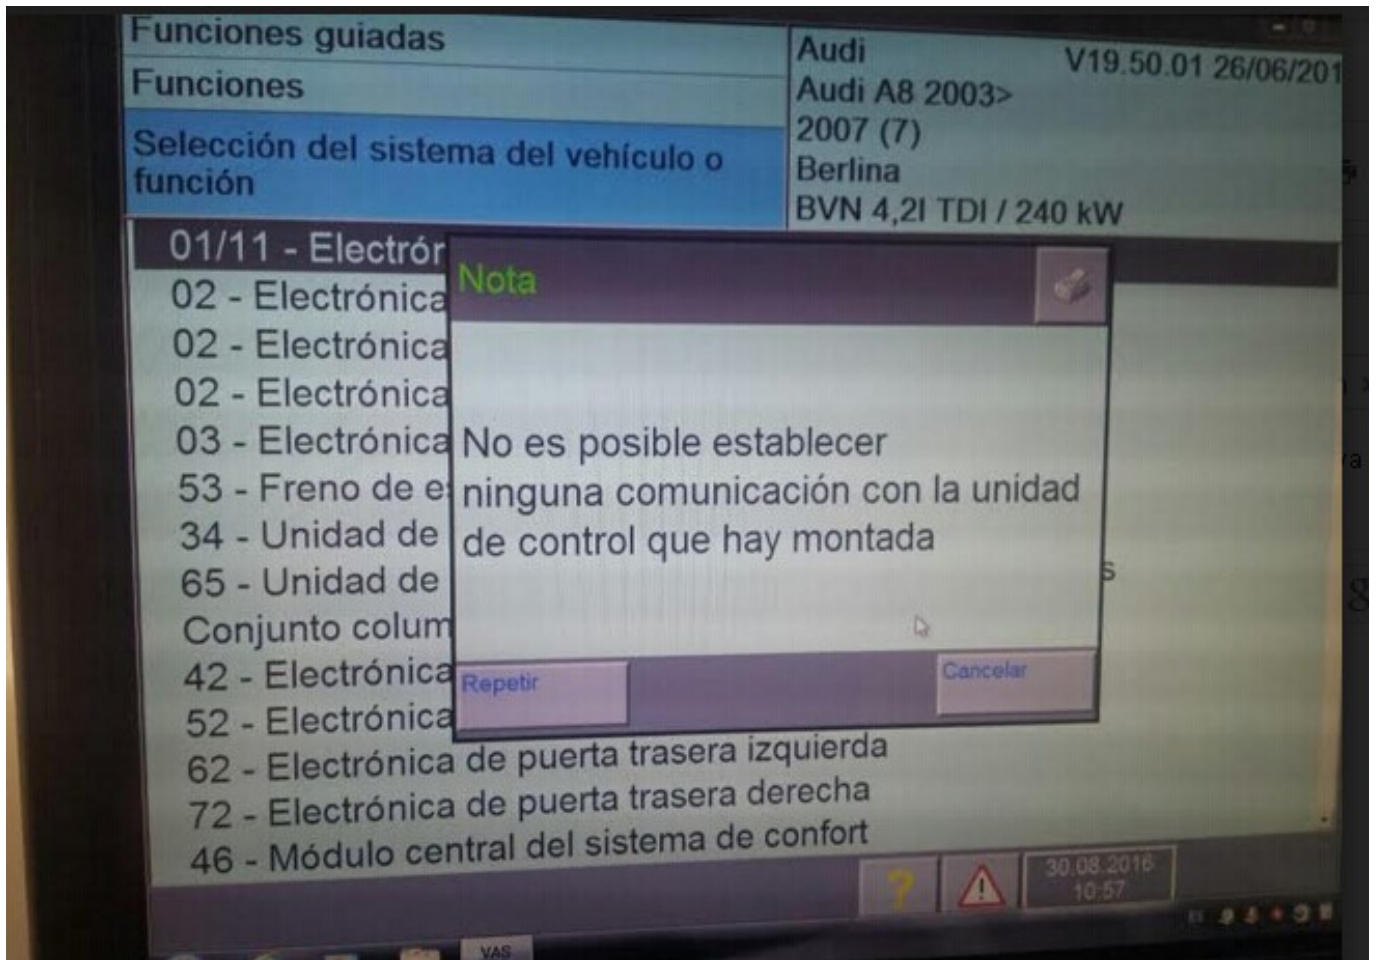 Funciones guiadas
Funciones
Selección del sistema del vehículo o
función
Audi
V19.50.01 26/06/201
Audi A8 2003>
2007 (7)
Berlina
BVN 4,2l TDI / 240 kW
01/11 - Electrór
02 - Electrónica
02 - Electrónica
02 - Electrónica
03 - Electrónica
53 - Freno de e
34 - Unidad de
65 - Unidad de
s
Conjunto colum
42 - Electrónica
52 - Electrónica
62 - Electrónica de puerta trasera izquierda
72 - Electrónica de puerta trasera derecha
46 - Módulo central del sistema de confort
Nota
No es posible establecer
ninguna comunicación con la unidad
de control que hay montada
Repetir
Cancelar
?
30.08.2016
10:57
ES
VAS
va
8